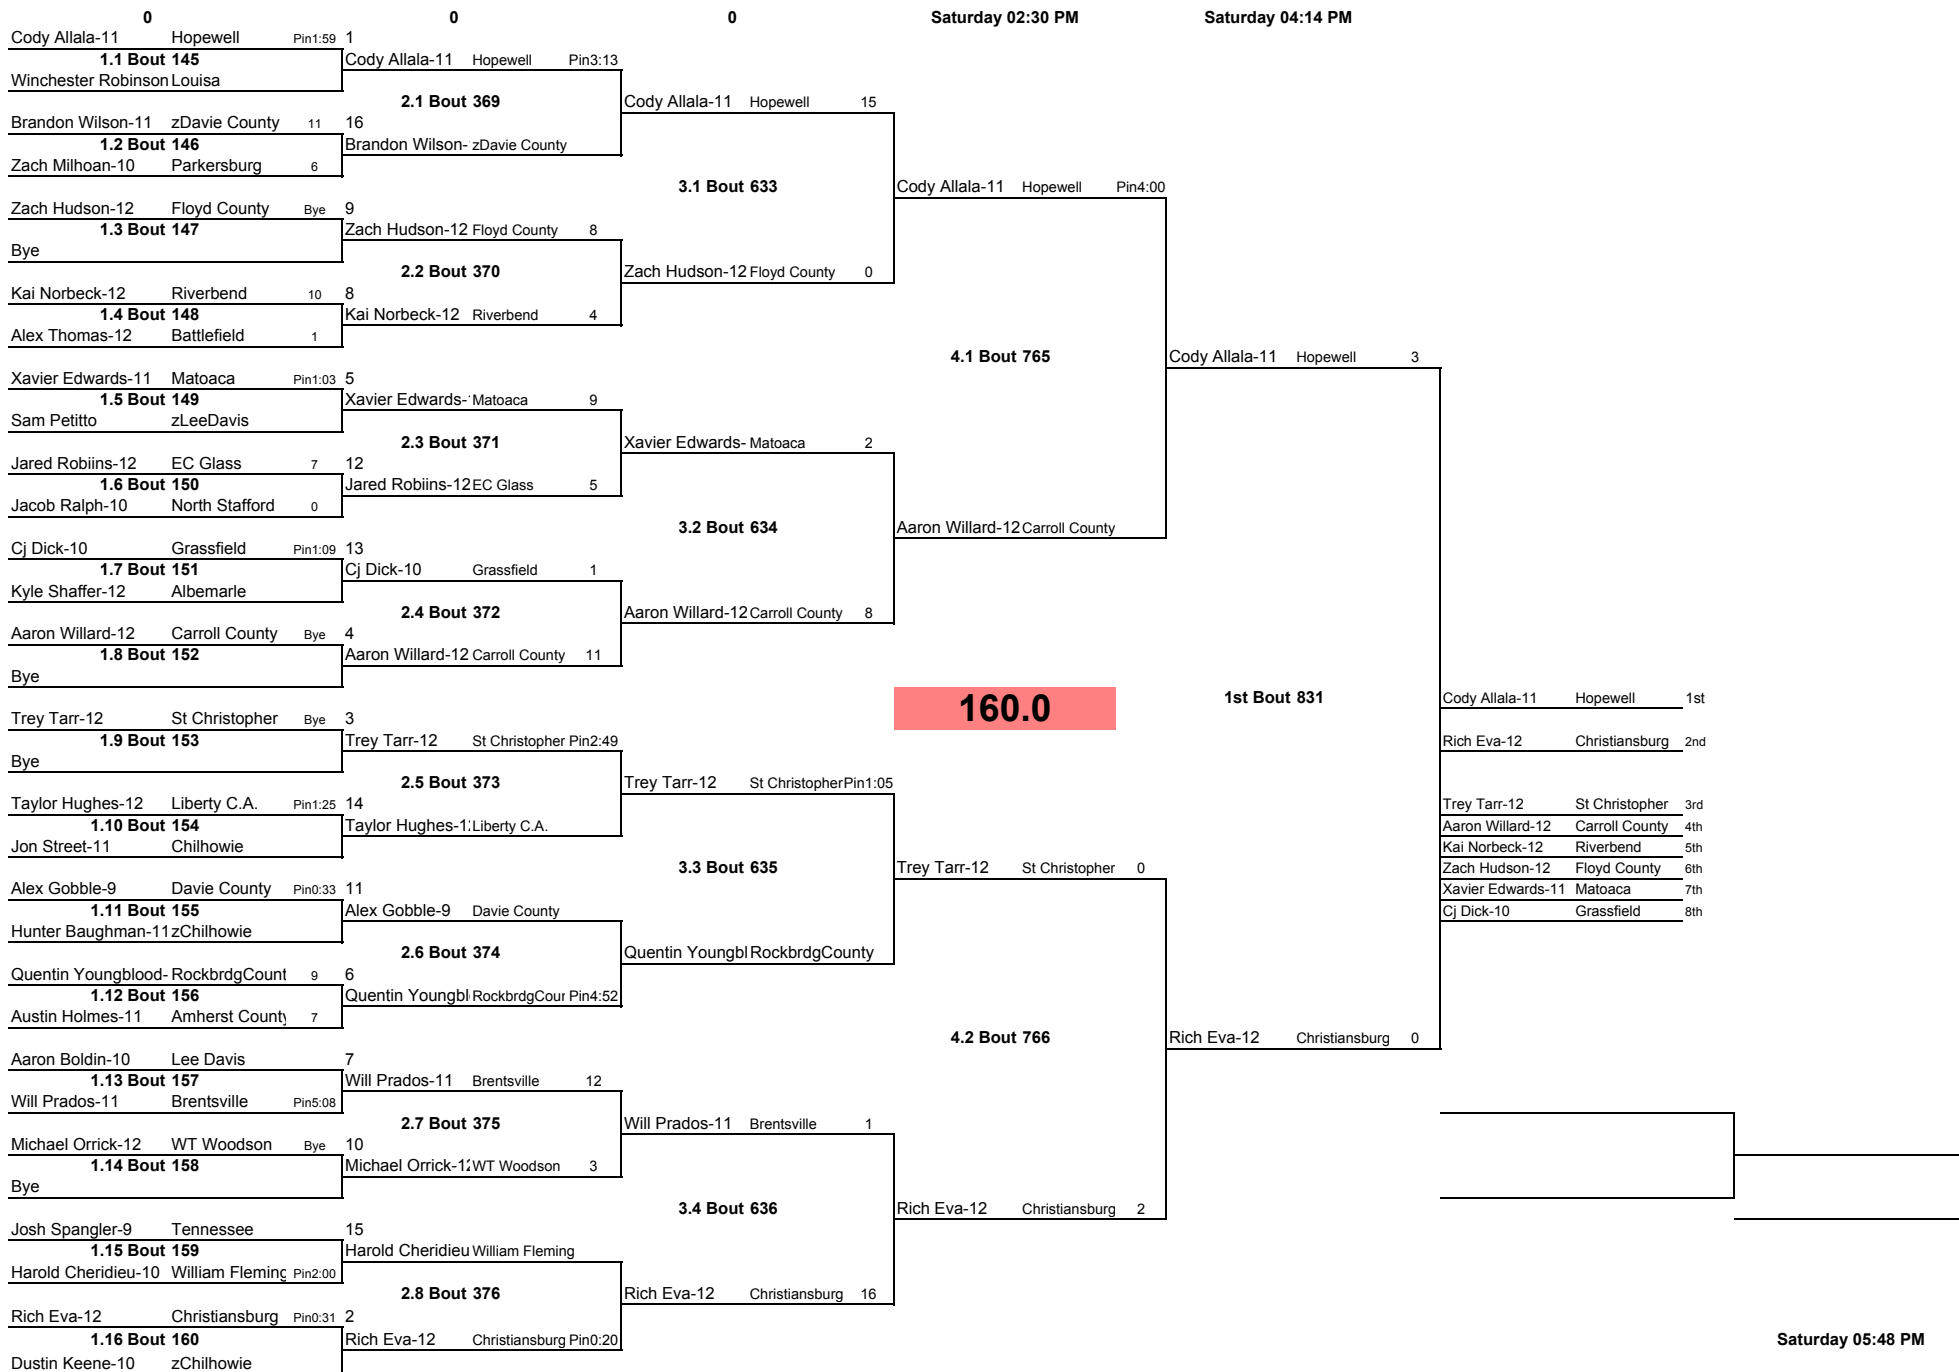 0 0 0 Saturday 02:30 PM Saturday 04:14 PM
Cody Allala-11 Hopewell Pin1:59 1
1.1 Bout 145
Cody Allala-11 Hopewell Pin3:13
Winchester Robinson Louisa
2.1 Bout 369
Cody Allala-11 Hopewell 15
Brandon Wilson-11 zDavie County 11 16
1.2 Bout 146
Brandon Wilson- zDavie County
Zach Milhoan-10 Parkersburg 6
3.1 Bout 633
Cody Allala-11 Hopewell Pin4:00
Zach Hudson-12 Floyd County Bye 9
1.3 Bout 147
Zach Hudson-12 Floyd County 8
Bye
2.2 Bout 370
Zach Hudson-12 Floyd County 0
Kai Norbeck-12 Riverbend 10 8
1.4 Bout 148
Kai Norbeck-12 Riverbend 4
Alex Thomas-12 Battlefield 1
4.1 Bout 765
Cody Allala-11 Hopewell 3
Xavier Edwards-11 Matoaca Pin1:03 5
1.5 Bout 149
Xavier Edwards- Matoaca 9
Sam Petitto zLeeDavis
2.3 Bout 371
Xavier Edwards- Matoaca 2
Jared Robiins-12 EC Glass 7 12
1.6 Bout 150
Jared Robiins-12 EC Glass 5
Jacob Ralph-10 North Stafford 0
3.2 Bout 634
Aaron Willard-12 Carroll County
Cj Dick-10 Grassfield Pin1:09 13
1.7 Bout 151
Cj Dick-10 Grassfield 1
Kyle Shaffer-12 Albemarle
2.4 Bout 372
Aaron Willard-12 Carroll County 8
Aaron Willard-12 Carroll County Bye 4
1.8 Bout 152
Aaron Willard-12 Carroll County 11
Bye
160.0
1st Bout 831
Cody Allala-11 Hopewell 1st
Trey Tarr-12 St Christopher Bye 3
1.9 Bout 153
Trey Tarr-12 St Christopher Pin2:49
Rich Eva-12 Christiansburg 2nd
Bye
2.5 Bout 373
Trey Tarr-12 St Christopher Pin1:05
Taylor Hughes-12 Liberty C.A. Pin1:25 14
Trey Tarr-12 St Christopher 3rd
1.10 Bout 154
Taylor Hughes-1 Liberty C.A.
Aaron Willard-12 Carroll County 4th
Jon Street-11 Chilhowie
Kai Norbeck-12 Riverbend 5th
3.3 Bout 635
Trey Tarr-12 St Christopher 0
Zach Hudson-12 Floyd County 6th
Alex Gobble-9 Davie County Pin0:33 11
Xavier Edwards-11 Matoaca 7th
1.11 Bout 155
Alex Gobble-9 Davie County
Cj Dick-10 Grassfield 8th
Hunter Baughman-11 zChilhowie
2.6 Bout 374
Quentin Youngbl RockbrdgCounty
Quentin Youngblood- RockbrdgCount 9 6
1.12 Bout 156
Quentin Youngbl RockbrdgCour Pin4:52
Austin Holmes-11 Amherst County 7
4.2 Bout 766
Rich Eva-12 Christiansburg 0
Aaron Boldin-10 Lee Davis 7
1.13 Bout 157
Will Prados-11 Brentsville 12
Will Prados-11 Brentsville Pin5:08
2.7 Bout 375
Will Prados-11 Brentsville 1
Michael Orrick-12 WT Woodson Bye 10
1.14 Bout 158
Michael Orrick-12 WT Woodson 3
Bye
3.4 Bout 636
Rich Eva-12 Christiansburg 2
Josh Spangler-9 Tennessee 15
1.15 Bout 159
Harold Cheridieu William Fleming
Harold Cheridieu-10 William Fleming Pin2:00
2.8 Bout 376
Rich Eva-12 Christiansburg 16
Rich Eva-12 Christiansburg Pin0:31 2
1.16 Bout 160
Rich Eva-12 Christiansburg Pin0:20
Saturday 05:48 PM
Dustin Keene-10 zChilhowie